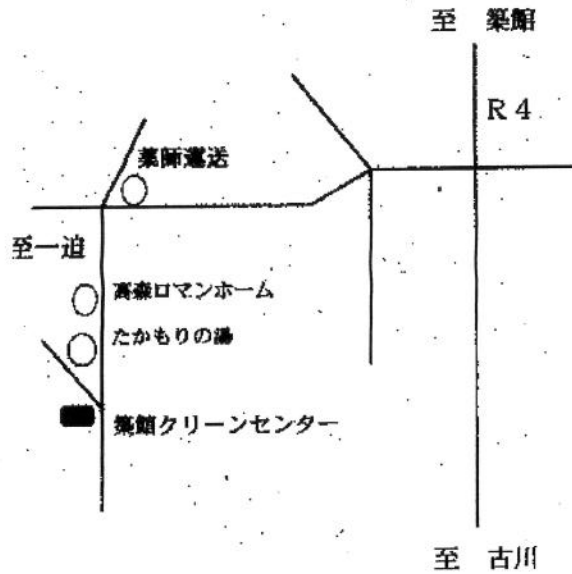 至 築館
R4
薬師運送
至一迫
高森ロマンホーム
たかもりの湯
築館クリーンセンター
至 古川